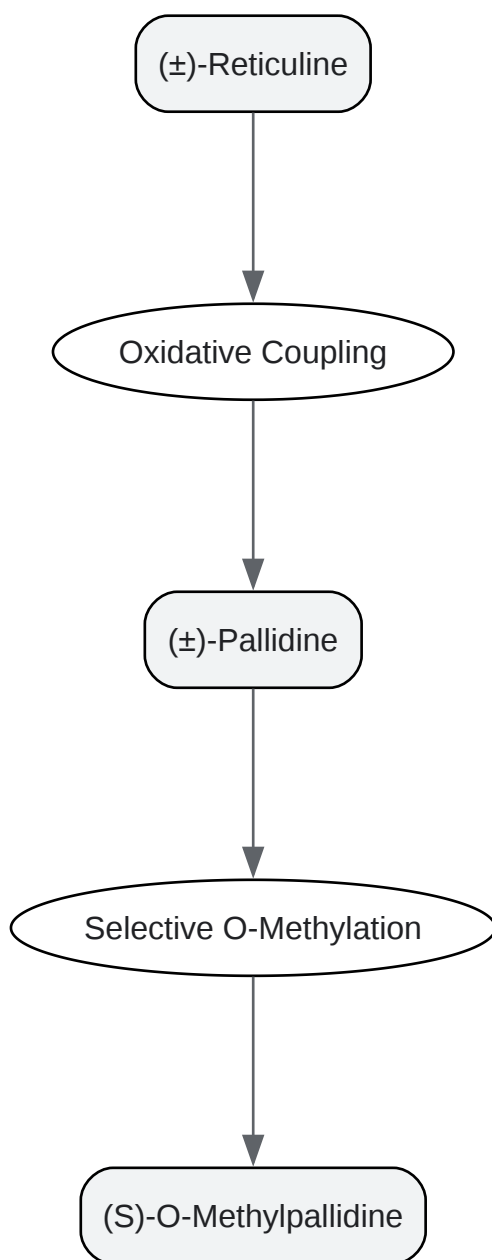 (±)-Reticuline
Oxidative Coupling
(±)-Pallidine
Selective O-Methylation
(S)-O-Methylpallidine